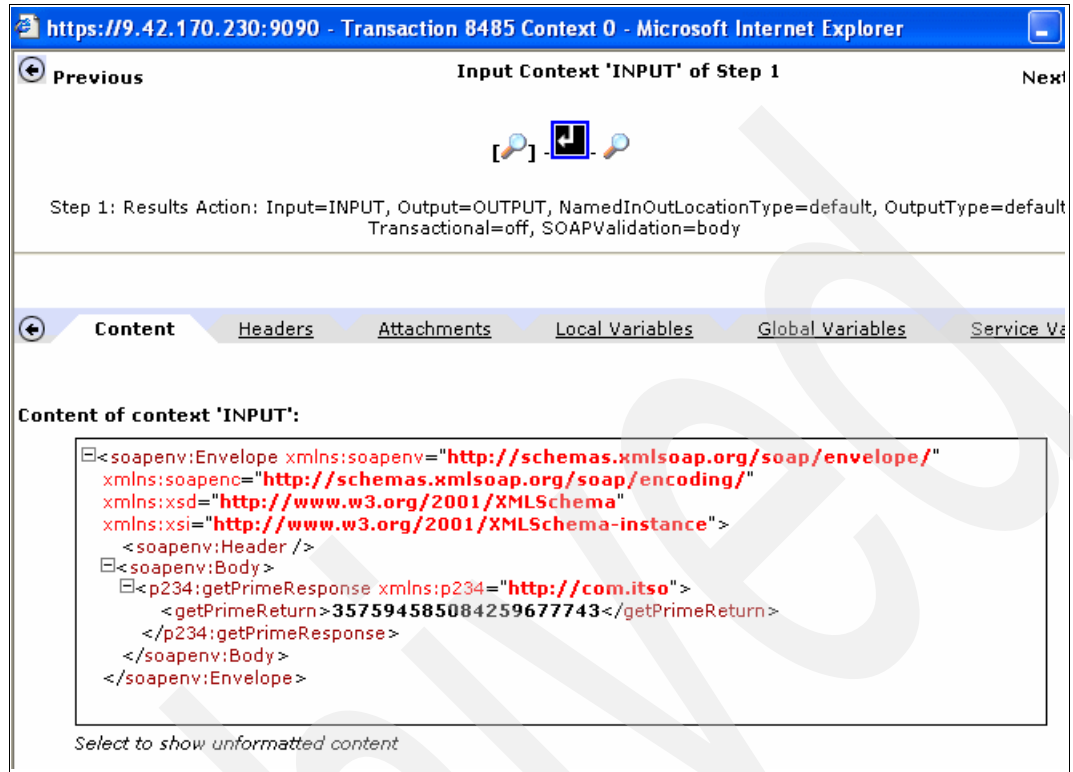 https://9.42.170.230:9090 - Transaction 8485 Context 0 - Microsoft Internet Explorer
Previous Input Context 'INPUT' of Step 1 Next
[ ] - - 
Step 1: Results Action: Input=INPUT, Output=OUTPUT, NamedInOutLocationType=default, OutputType=default
Transactional=off, SOAPValidation=body
Content Headers Attachments Local Variables Global Variables Service Va
Content of context 'INPUT':
<soapenv:Envelope xmlns:soapenv="http://schemas.xmlsoap.org/soap/envelope/"
xmlns:soapenc="http://schemas.xmlsoap.org/soap/encoding/"
xmlns:xsd="http://www.w3.org/2001/XMLSchema"
xmlns:xsi="http://www.w3.org/2001/XMLSchema-instance">
<soapenv:Header />
<soapenv:Body>
<p234:getPrimeResponse xmlns:p234="http://com.itso">
<getPrimeReturn>357594585084259677743</getPrimeReturn>
</p234:getPrimeResponse>
</soapenv:Body>
</soapenv:Envelope>
Select to show unformatted content